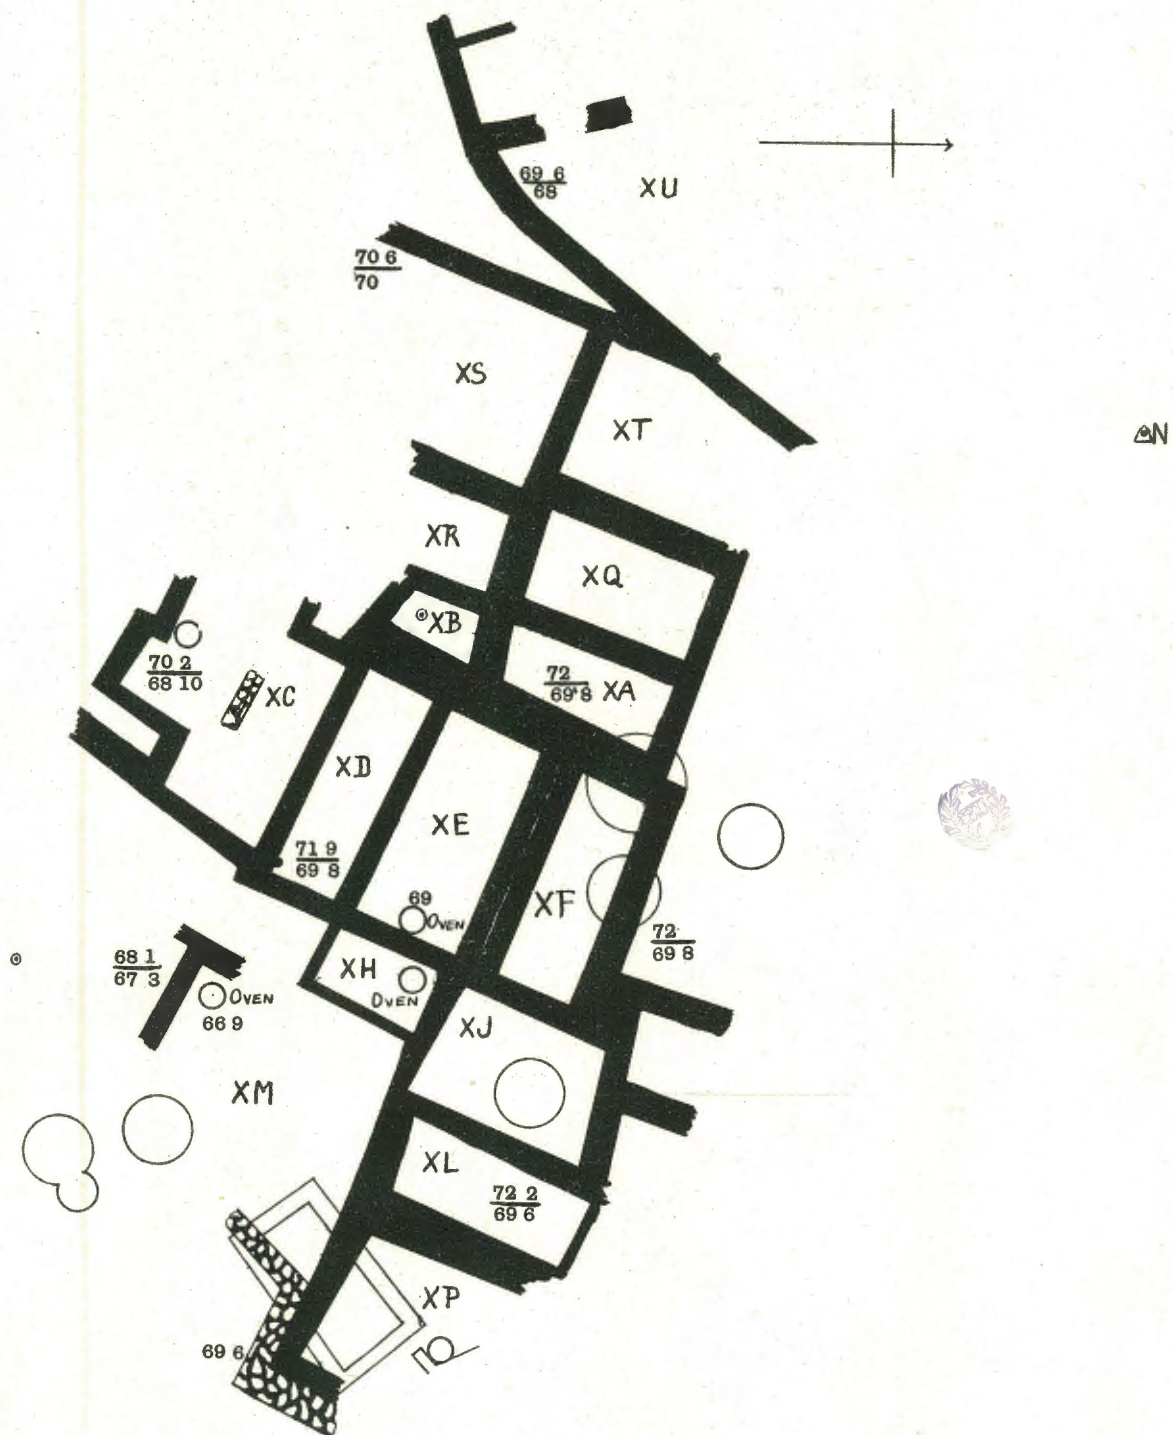 69 6
68
XU
70 6
70
XS
XT
N
XR
XQ
XB
72
69 8
XA
70 2
68 10
XC
XD
XE
71 9
69 8
69
OVEN
XF
72
69 8
68 1
67 3
XH
OVEN
OVEN
66 9
XJ
XM
XL
72 2
69 6
XP
69 6